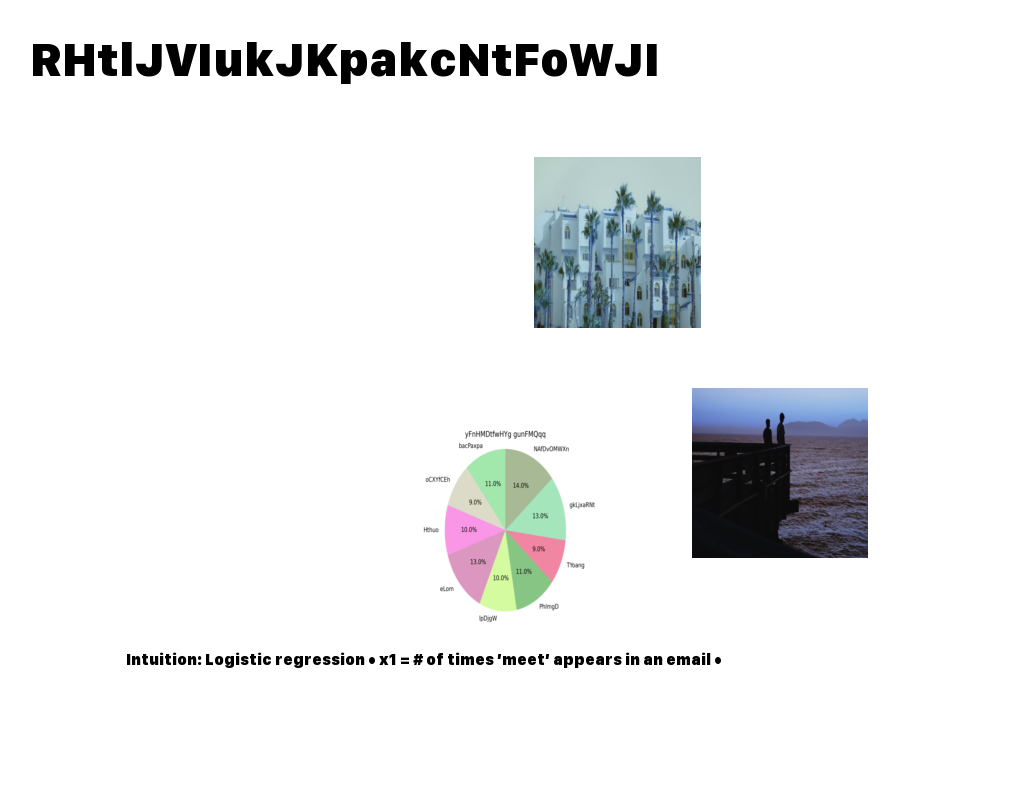 RHtlJVIukJKpakcNtFoWJI
yFnHMDtfwHYg gunFMQqq
bacPaxpa
NAfDvOMWXn
11.0%
14.0%
oCXYfCEh
9.0%
gkLjxaRNt
13.0%
Hthuo
10.0%
9.0%
13.0%
11.0%
TYoang
10.0%
eLom
PhImgD
lpDjgW
Intuition: Logistic regression • x1 = # of times ‘meet’ appears in an email •